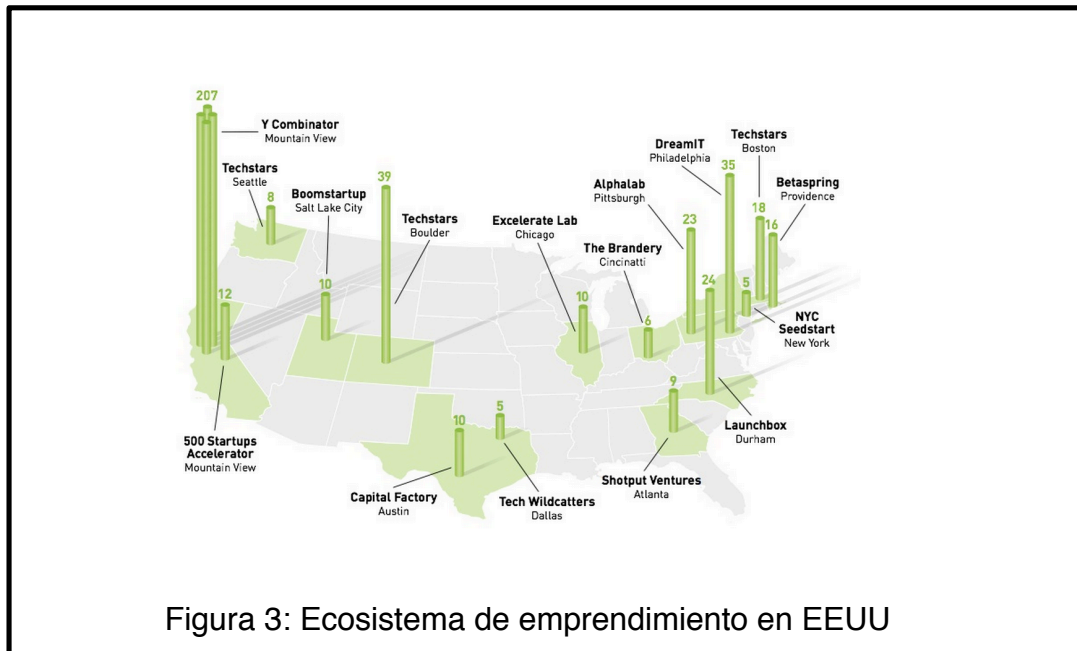 207
Y Combinator
Mountain View
Techstars
Seattle
8
Boomstartup
Salt Lake City
10
39
Techstars
Boulder
12
500 Startups
Accelerator
Mountain View
Excelerate Lab
Chicago
10
The Brandery
Cincinatti
6
Alphalab
Pittsburgh
23
DreamIT
Philadelphia
35
Techstars
Boston
18
Betaspring
Providence
16
24
5
NYC
Seedstart
New York
Launchbox
Durham
9
Shotput Ventures
Atlanta
10
Capital Factory
Austin
5
Tech Wildcatters
Dallas
Figura 3: Ecosistema de emprendimiento en EEUU